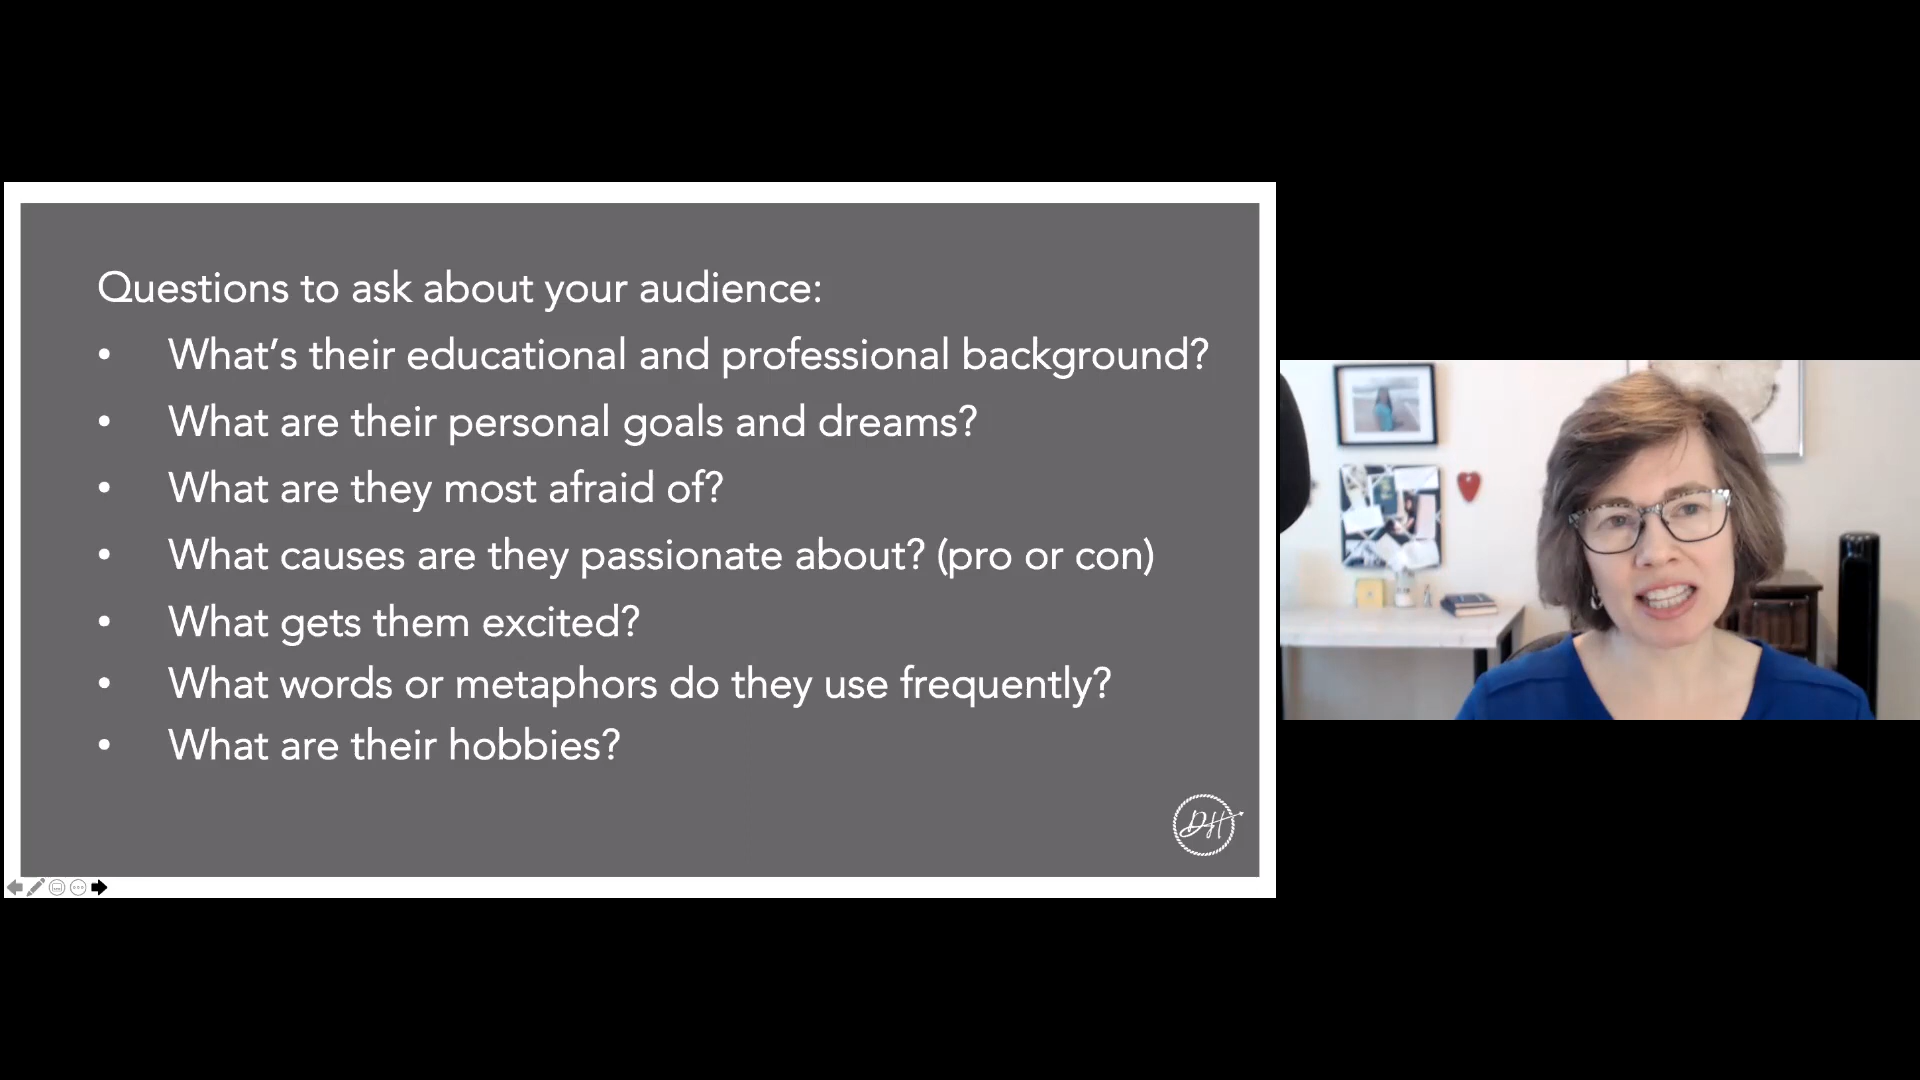 Questions to ask about your audience:
• What’s their educational and professional background?
• What are their personal goals and dreams?
• What are they most afraid of?
• What causes are they passionate about? (pro or con)
• What gets them excited?
• What words or metaphors do they use frequently?
• What are their hobbies?
DH